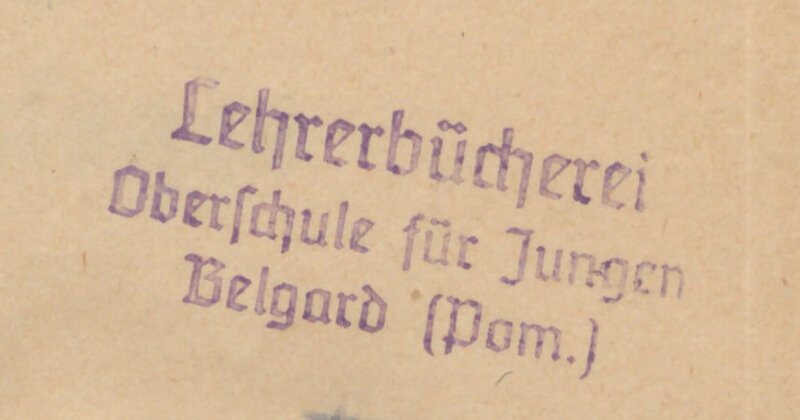 Lehrerbücherei
Oberschule für Jungen
Belgard (Pom.)